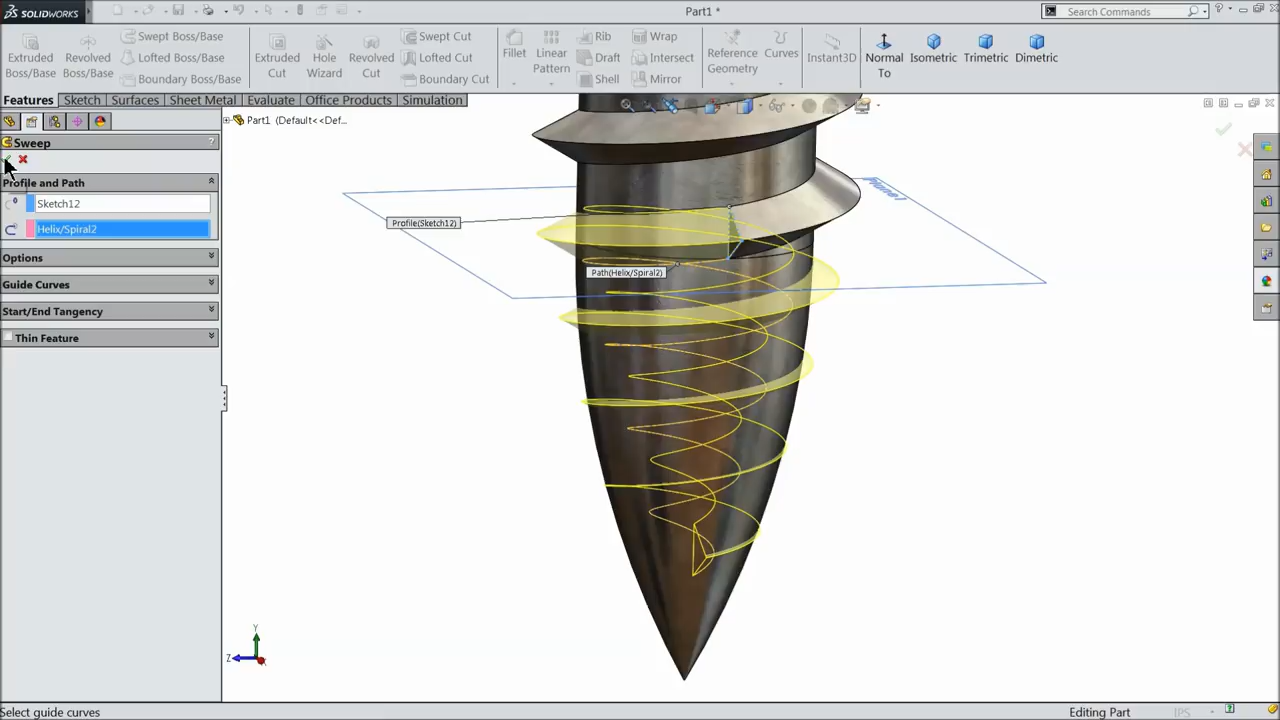 SOLIDWORKS
Part1 *
Search Commands
Extruded Boss/Base
Revolved Boss/Base
Swept Boss/Base
Lofted Boss/Base
Boundary Boss/Base
Extruded Cut
Hole Wizard
Revolved Cut
Swept Cut
Lofted Cut
Boundary Cut
Fillet
Linear Pattern
Rib
Draft
Shell
Wrap
Intersect
Mirror
Reference Geometry
Curves
Instant3D
Normal To
Isometric
Trimetric
Dimetric
Features
Sketch
Surfaces
Sheet Metal
Evaluate
Office Products
Simulation
Part1 (Default<<Def...
Sweep
?
Profile and Path
Sketch12
Helix/Spiral2
Options
Guide Curves
Start/End Tangency
Thin Feature
Plane1
Profile(Sketch12)
Path(Helix/Spiral2)
Y
Z
Select guide curves
Editing Part
IPS